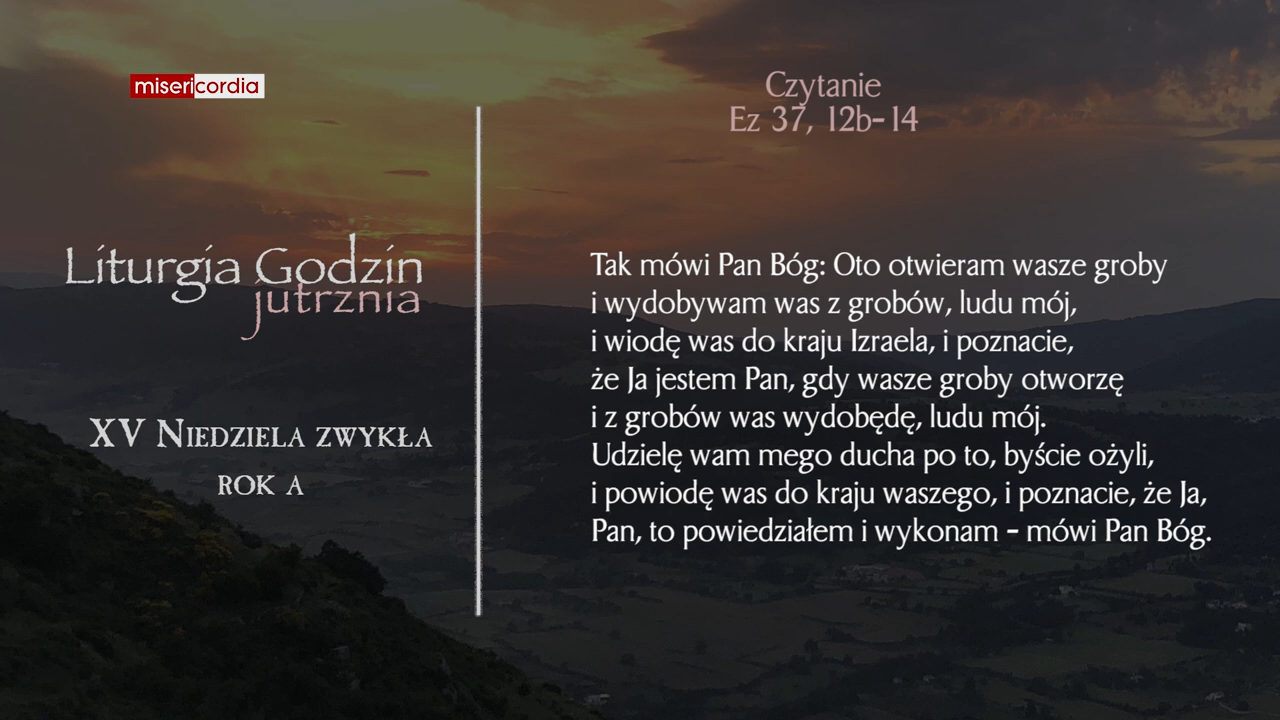 misericordia
Liturgia Godzin
jutrznia
XV Niedziela zwykła
rok A
Czytanie
Ez 37, 12b-14
Tak mówi Pan Bóg: Oto otwieram wasze groby
i wydobywam was z grobów, ludu mój,
i wiodę was do kraju Izraela, i poznacie,
że Ja jestem Pan, gdy wasze groby otworzę
i z grobów was wydobędę, ludu mój.
Udzielę wam mego ducha po to, byście ożyli,
i powiodę was do kraju waszego, i poznacie, że Ja,
Pan, to powiedziałem i wykonam – mówi Pan Bóg.